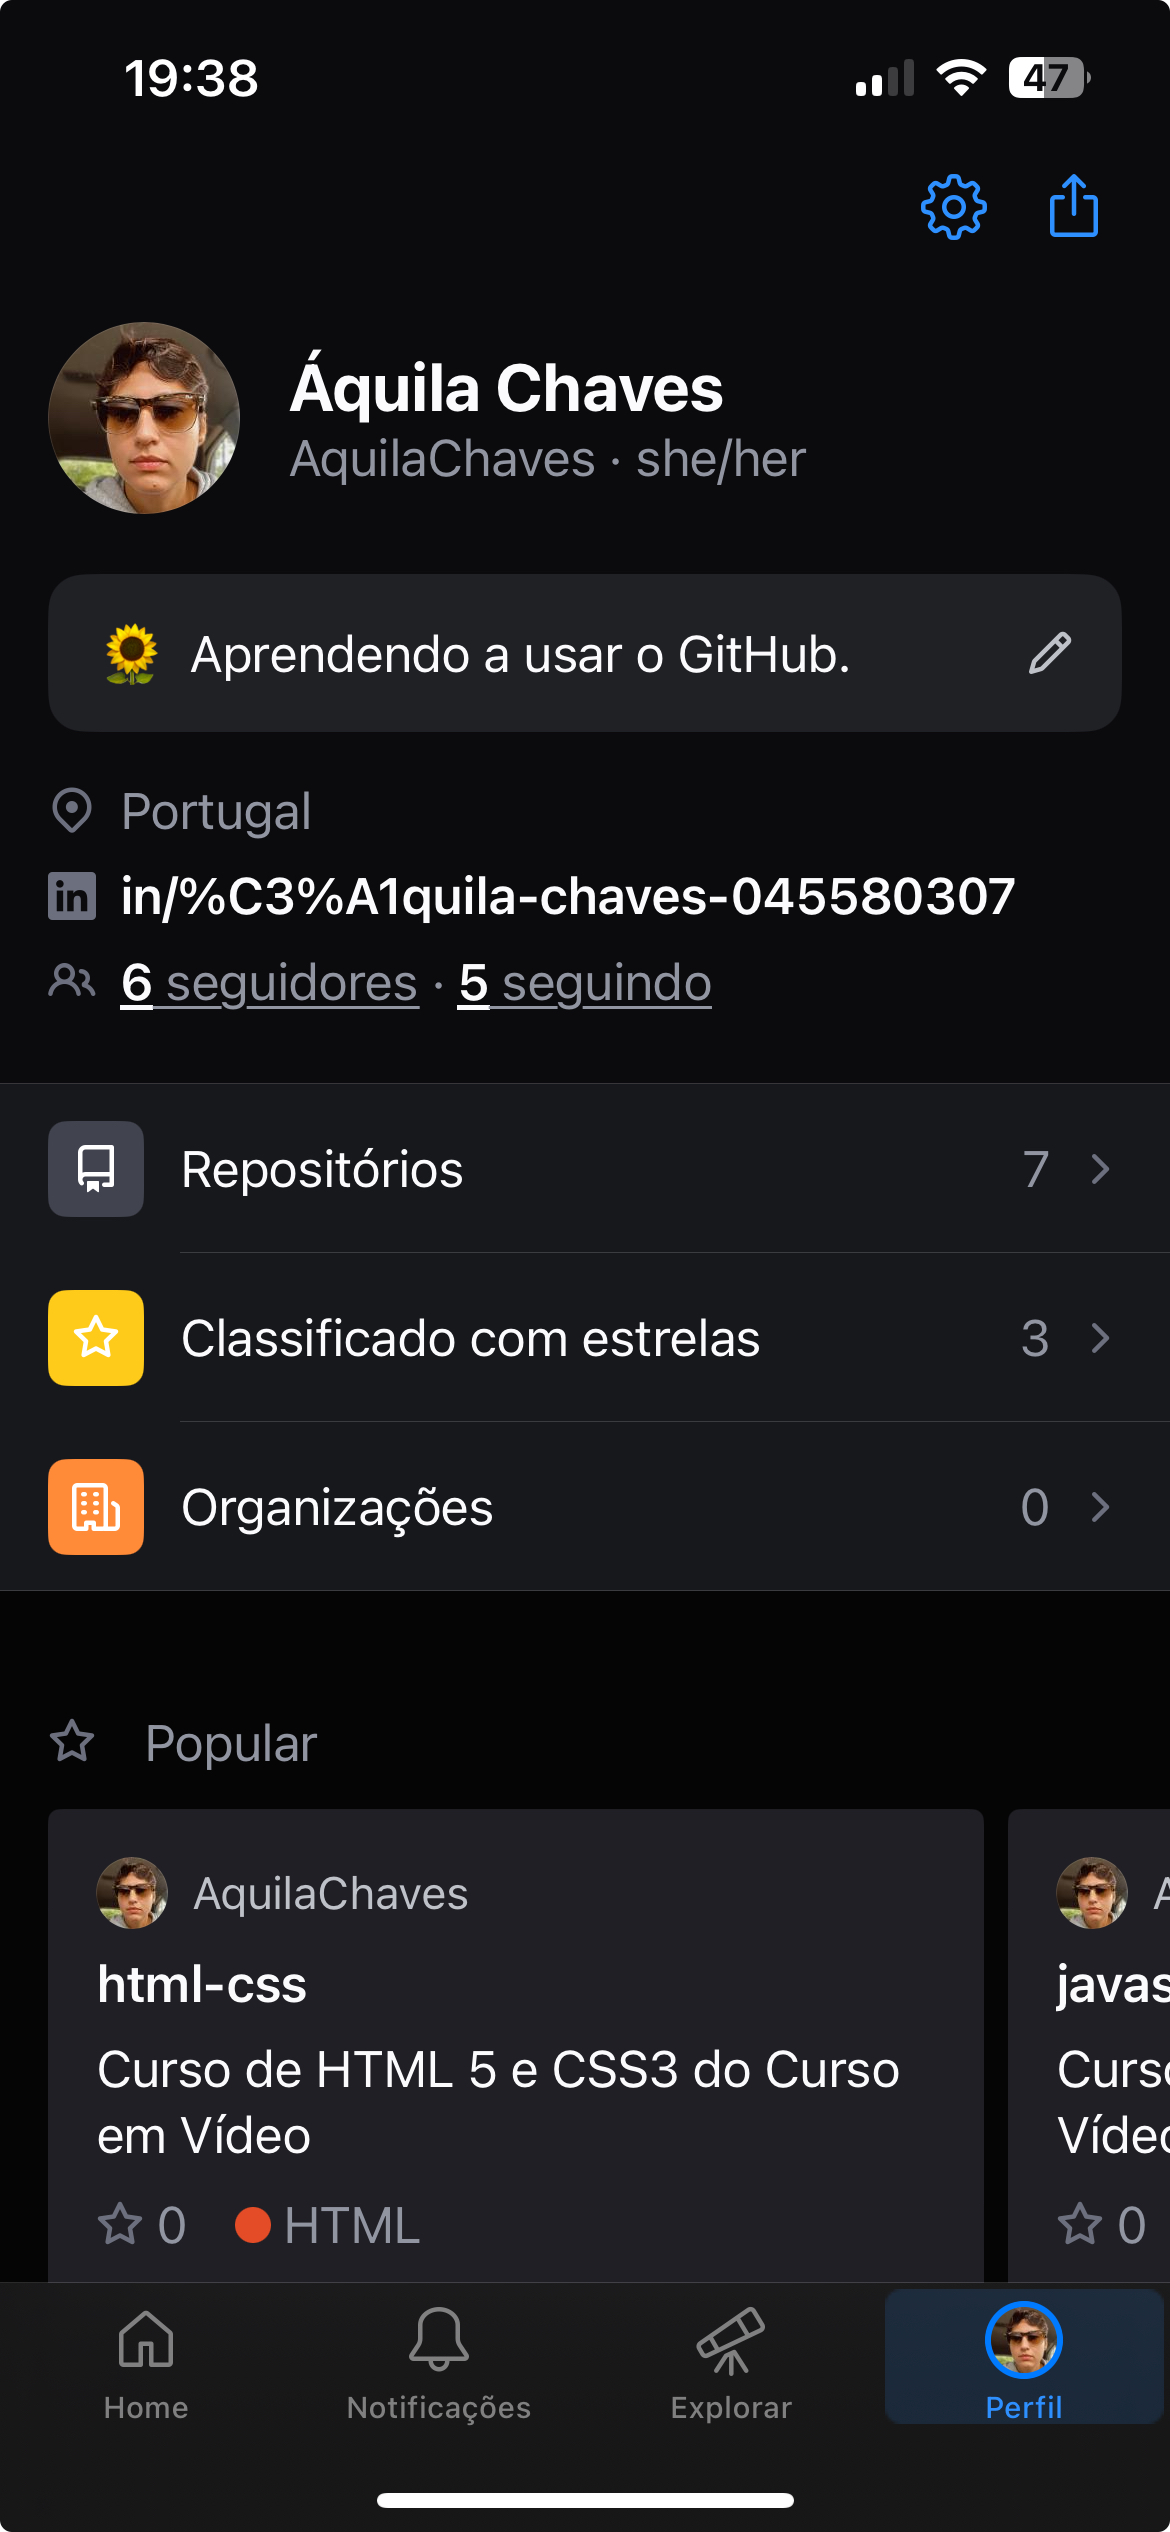 19:38
47
Áquila Chaves
AquilaChaves · she/her
🌻 Aprendendo a usar o GitHub.
Portugal
in in/%C3%A1quila-chaves-045580307
6 seguidores · 5 seguindo
Repositórios 7
Classificado com estrelas 3
Organizações 0
Popular
AquilaChaves
html-css
Curso de HTML 5 e CSS3 do Curso
em Vídeo
0 HTML
A
javas
Curso
Vídeo
0
Home
Notificações
Explorar
Perfil